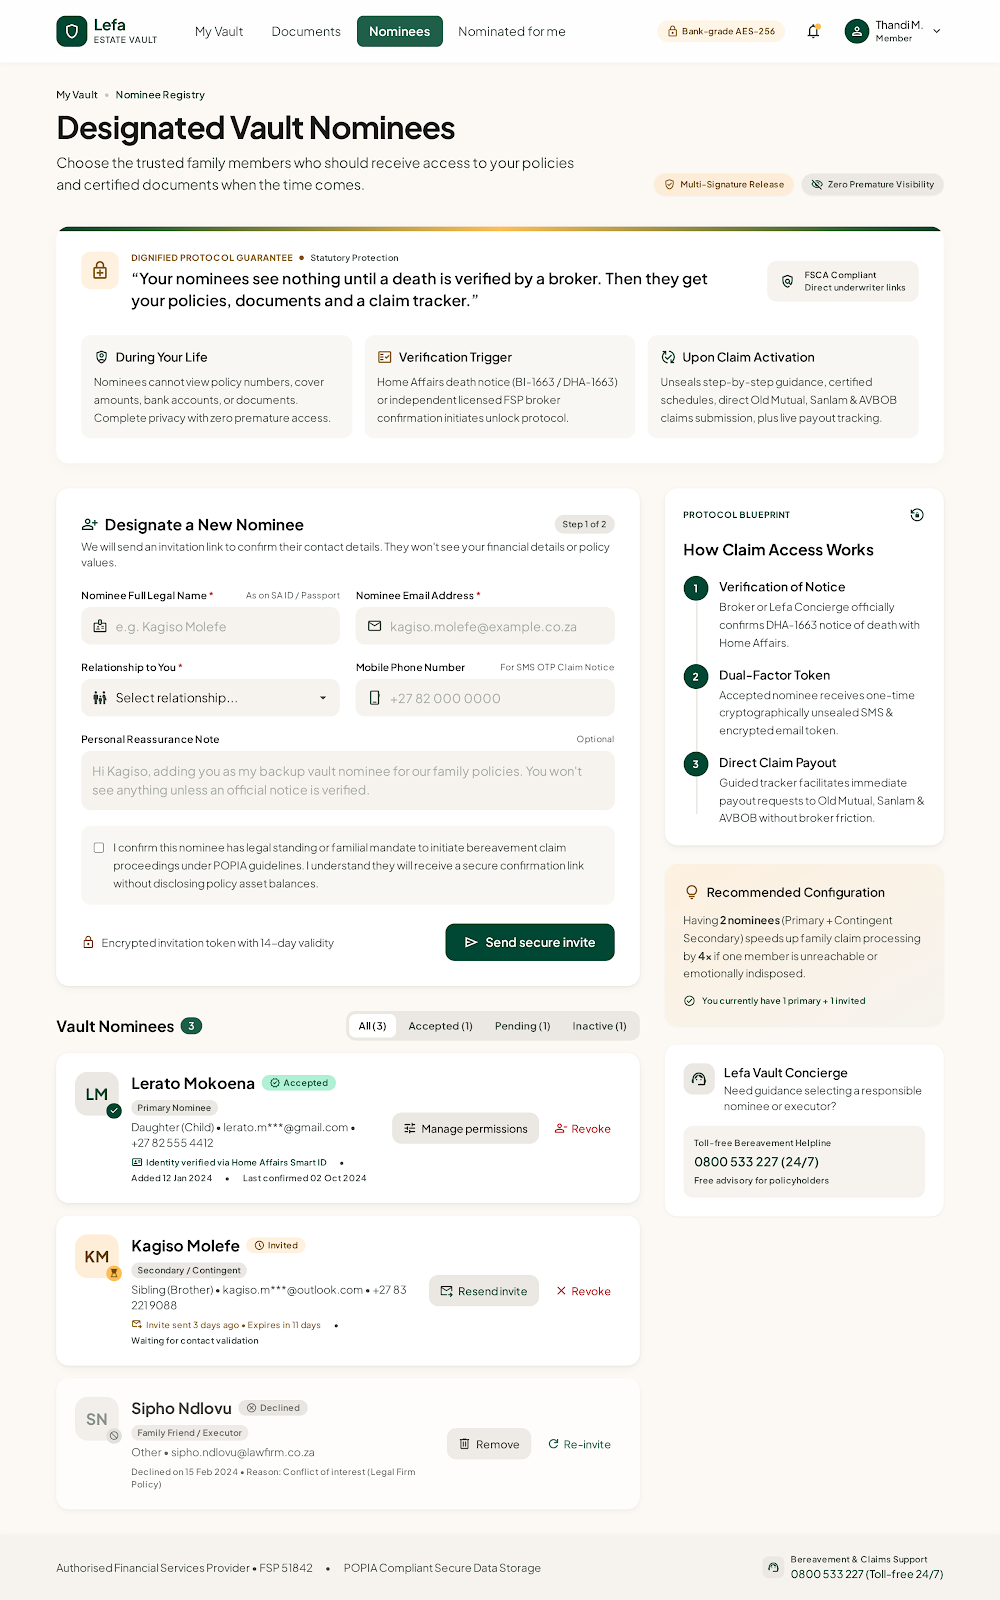 Lefa
ESTATE VAULT
My Vault
Documents
Nominees
Nominated for me
Bank-grade AES-256
Thandi M.
Member
My Vault • Nominee Registry
Designated Vault Nominees
Choose the trusted family members who should receive access to your policies
and certified documents when the time comes.
Multi-Signature Release
Zero Premature Visibility
DIGNIFIED PROTOCOL GUARANTEE • Statutory Protection
“Your nominees see nothing until a death is verified by a broker. Then they get
your policies, documents and a claim tracker.”
FSCA Compliant
Direct underwriter links
During Your Life
Nominees cannot view policy numbers, cover
amounts, bank accounts, or documents.
Complete privacy with zero premature access.
Verification Trigger
Home Affairs death notice (BI-1663 / DHA-1663)
or independent licensed FSP broker
confirmation initiates unlock protocol.
Upon Claim Activation
Unseals step-by-step guidance, certified
schedules, direct Old Mutual, Sanlam & AVBOB
claims submission, plus live payout tracking.
Designate a New Nominee
Step 1 of 2
We will send an invitation link to confirm their contact details. They won't see your financial details or policy
values.
Nominee Full Legal Name *
As on SA ID / Passport
e.g. Kagiso Molefe
Nominee Email Address *
kagiso.molefe@example.co.za
Relationship to You *
Select relationship...
Mobile Phone Number
For SMS OTP Claim Notice
+27 82 000 0000
Personal Reassurance Note
Optional
Hi Kagiso, adding you as my backup vault nominee for our family policies. You won't
see anything unless an official notice is verified.
I confirm this nominee has legal standing or familial mandate to initiate bereavement claim
proceedings under POPIA guidelines. I understand they will receive a secure confirmation link
without disclosing policy asset balances.
Encrypted invitation token with 14-day validity
Send secure invite
PROTOCOL BLUEPRINT
How Claim Access Works
1
Verification of Notice
Broker or Lefa Concierge officially
confirms DHA-1663 notice of death with
Home Affairs.
2
Dual-Factor Token
Accepted nominee receives one-time
cryptographically unsealed SMS &
encrypted email token.
3
Direct Claim Payout
Guided tracker facilitates immediate
payout requests to Old Mutual, Sanlam &
AVBOB without broker friction.
Recommended Configuration
Having 2 nominees (Primary + Contingent
Secondary) speeds up family claim processing
by 4x if one member is unreachable or
emotionally indisposed.
You currently have 1 primary + 1 invited
Lefa Vault Concierge
Need guidance selecting a responsible
nominee or executor?
Toll-free Bereavement Helpline
0800 533 227 (24/7)
Free advisory for policyholders
Vault Nominees 3
All (3)
Accepted (1)
Pending (1)
Inactive (1)
LM
Lerato Mokoena
Accepted
Primary Nominee
Daughter (Child) • lerato.m***@gmail.com •
+27 82 555 4412
Identity verified via Home Affairs Smart ID •
Added 12 Jan 2024 • Last confirmed 02 Oct 2024
Manage permissions
Revoke
KM
Kagiso Molefe
Invited
Secondary / Contingent
Sibling (Brother) • kagiso.m***@outlook.com • +27 83
221 9088
Invite sent 3 days ago • Expires in 11 days •
Waiting for contact validation
Resend invite
Revoke
SN
Sipho Ndlovu
Declined
Family Friend / Executor
Other • sipho.ndlovu@lawfirm.co.za
Declined on 15 Feb 2024 • Reason: Conflict of interest (Legal Firm
Policy)
Remove
Re-invite
Authorised Financial Services Provider • FSP 51842 • POPIA Compliant Secure Data Storage
Bereavement & Claims Support
0800 533 227 (Toll-free 24/7)